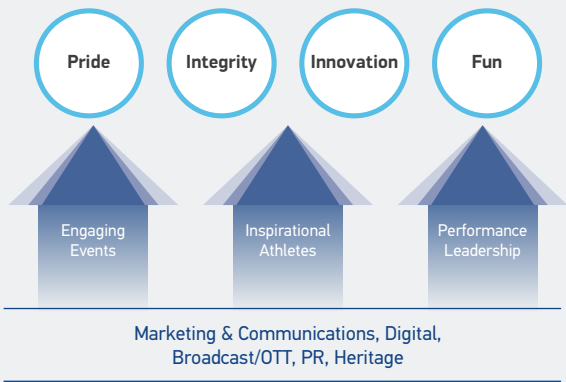 Pride
Integrity
Innovation
Fun
Engaging
Events
Inspirational
Athletes
Performance
Leadership
Marketing & Communications, Digital,
Broadcast/OTT, PR, Heritage